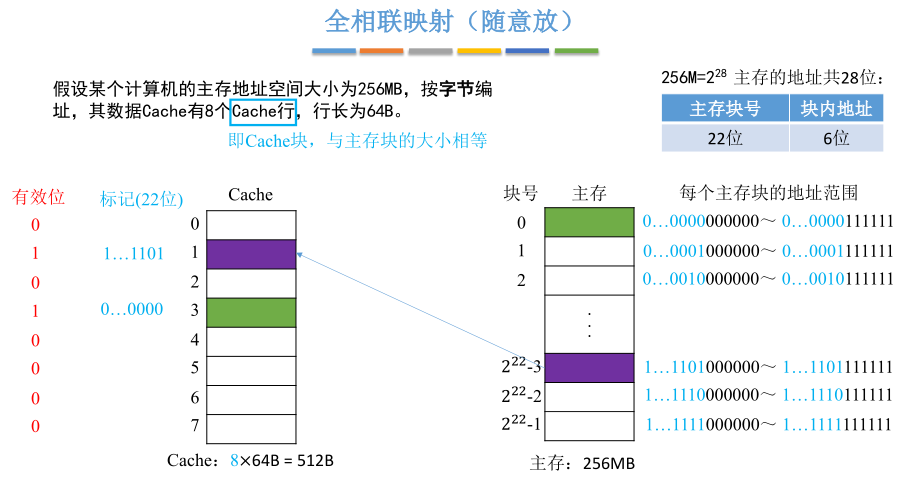 全相联映射（随意放）
假设某个计算机的主存地址空间大小为256MB，按字节编
址，其数据Cache有8个Cache行，行长为64B。
即Cache块，与主存块的大小相等
256M=2²⁸ 主存的地址共28位：
主存块号 块内地址
22位 6位
有效位 标记(22位) Cache 块号 主存 每个主存块的地址范围
0 0 0 0…0000000000～ 0…0000111111
1 1…1101 1 1 0…0001000000～ 0…0001111111
0 2 2 0…0010000000～ 0…0010111111
1 0…0000 3
0 4
0 5 2²²-3 1…1101000000～ 1…1101111111
0 6 2²²-2 1…1110000000～ 1…1110111111
0 7 2²²-1 1…1111000000～ 1…1111111111
Cache：8×64B = 512B 主存：256MB